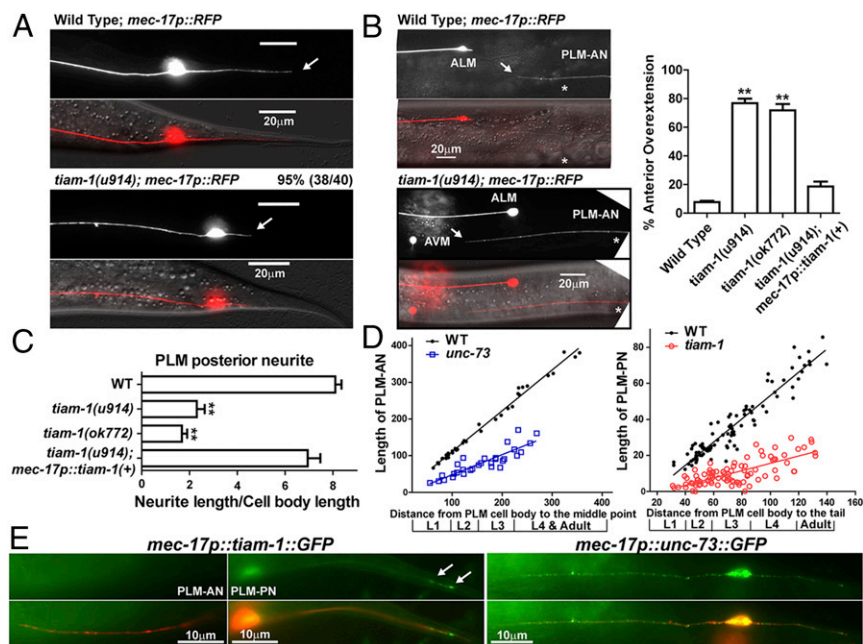 A
Wild Type; mec-17p::RFP
20μm
tiam-1(u914); mec-17p::RFP 95% (38/40)
20μm
B
Wild Type; mec-17p::RFP
ALM
PLM-AN
*
20μm
*
tiam-1(u914); mec-17p::RFP
ALM
PLM-AN
AVM
*
20μm
*
% Anterior Overextension
100
80
60
40
20
0
**
**
Wild Type
tiam-1(u914)
tiam-1(ok772)
tiam-1(u914);
mec-17p::tiam-1(+)
C
PLM posterior neurite
WT
tiam-1(u914)
**
tiam-1(ok772)
**
tiam-1(u914);
mec-17p::tiam-1(+)
0 2 4 6 8
Neurite length/Cell body length
D
WT
unc-73
Length of PLM-AN
400
300
200
100
0
0 100 200 300 400
Distance from PLM cell body to the middle point
L1 L2 L3 L4 & Adult
WT
tiam-1
Length of PLM-PN
80
60
40
20
0
20 40 60 80 100 120 140
Distance from PLM cell body to the tail
L1 L2 L3 L4 Adult
E
mec-17p::tiam-1::GFP
mec-17p::unc-73::GFP
PLM-AN
PLM-PN
10μm
10μm
10μm